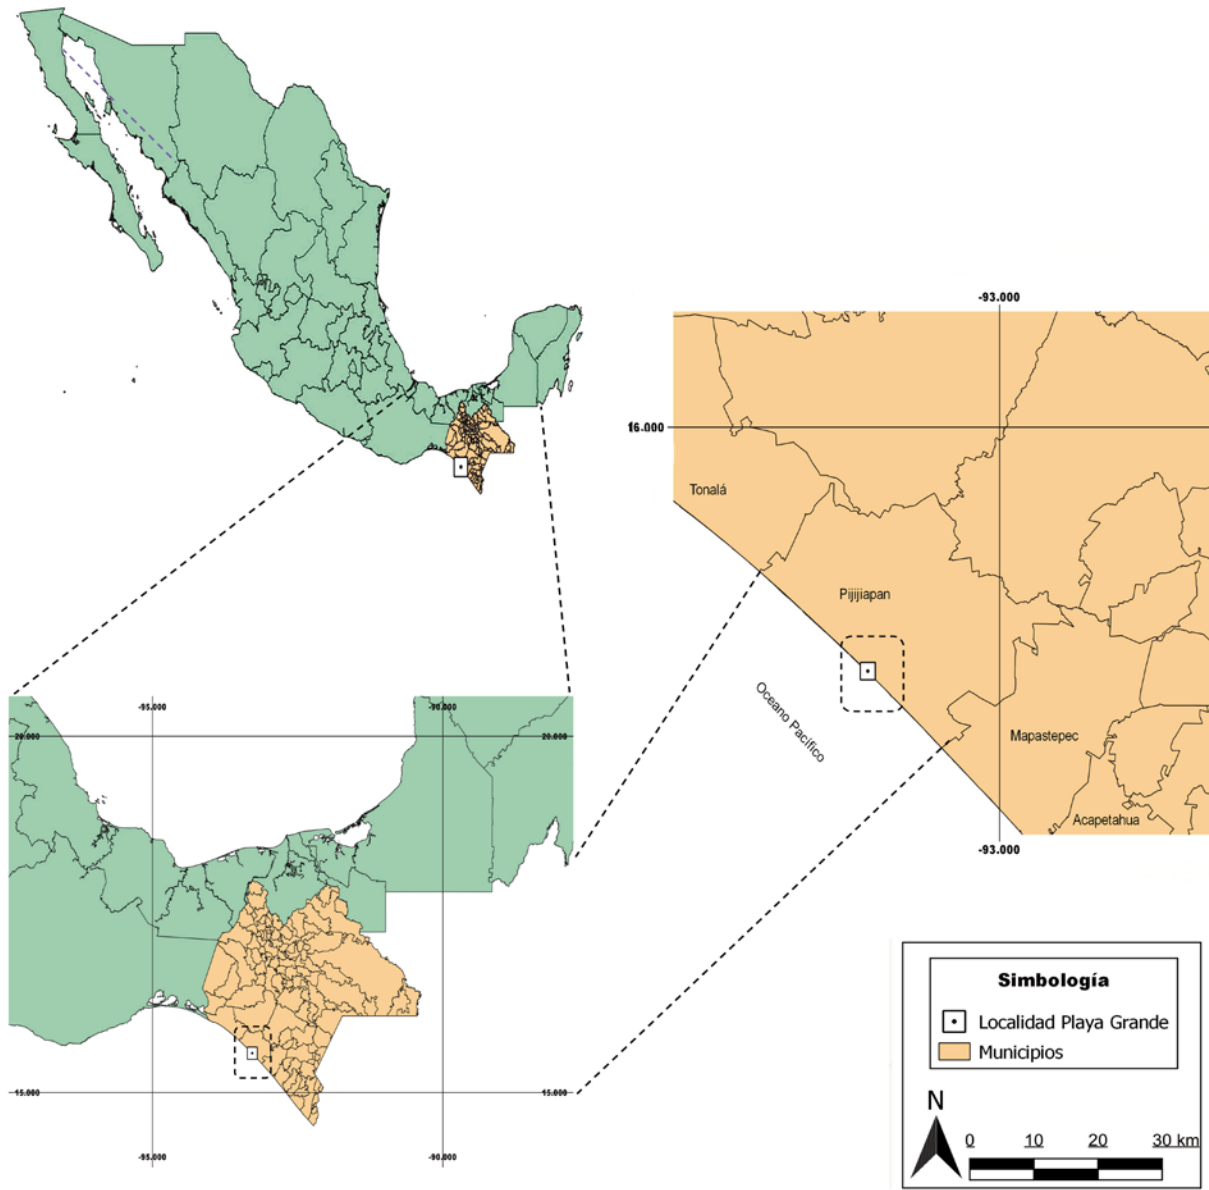 -93.000
16.000
Tonalá
Pijijiapan
Oceano Pacífico
Mapastepec
Acapetahua
-93.000
-95.000
-90.000
20.000
20.000
15.000
15.000
-95.000
-90.000
Simbología
Localidad Playa Grande
Municipios
N
0 10 20 30 km